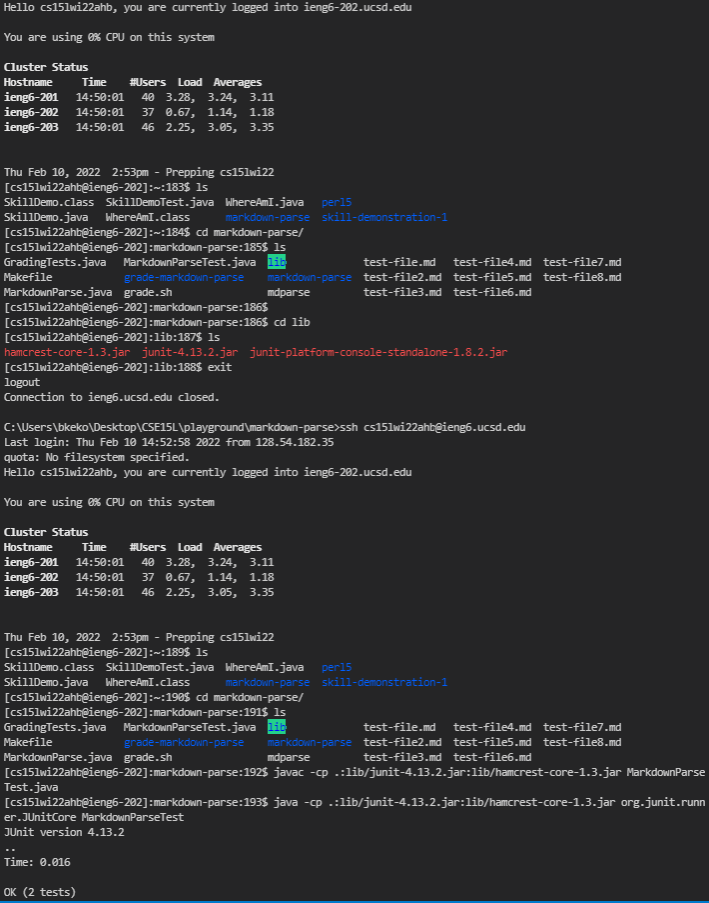 Hello cs15lwi22ahb, you are currently logged into ieng6-202.ucsd.edu
You are using 0% CPU on this system
Cluster Status
Hostname     Time    #Users  Load  Averages
ieng6-201   14:50:01   40  3.28,  3.24,  3.11
ieng6-202   14:50:01   37  0.67,  1.14,  1.18
ieng6-203   14:50:01   46  2.25,  3.05,  3.35
Thu Feb 10, 2022  2:53pm - Prepping cs15lwi22
[cs15lwi22ahb@ieng6-202]:~:183$ ls
SkillDemo.class  SkillDemoTest.java  WhereAmI.java   perl5
SkillDemo.java   WhereAmI.class      markdown-parse  skill-demonstration-1
[cs15lwi22ahb@ieng6-202]:~:184$ cd markdown-parse/
[cs15lwi22ahb@ieng6-202]:markdown-parse:185$ ls
GradingTests.java   MarkdownParseTest.java  lib             test-file.md   test-file4.md  test-file7.md
Makefile            grade-markdown-parse    markdown-parse  test-file2.md  test-file5.md  test-file8.md
MarkdownParse.java  grade.sh                mdparse         test-file3.md  test-file6.md
[cs15lwi22ahb@ieng6-202]:markdown-parse:186$
[cs15lwi22ahb@ieng6-202]:markdown-parse:186$ cd lib
[cs15lwi22ahb@ieng6-202]:lib:187$ ls
hamcrest-core-1.3.jar  junit-4.13.2.jar  junit-platform-console-standalone-1.8.2.jar
[cs15lwi22ahb@ieng6-202]:lib:188$ exit
logout
Connection to ieng6.ucsd.edu closed.
C:\Users\bkeko\Desktop\CSE15L\playground\markdown-parse>ssh cs15lwi22ahb@ieng6.ucsd.edu
Last login: Thu Feb 10 14:52:58 2022 from 128.54.182.35
quota: No filesystem specified.
Hello cs15lwi22ahb, you are currently logged into ieng6-202.ucsd.edu
You are using 0% CPU on this system
Cluster Status
Hostname     Time    #Users  Load  Averages
ieng6-201   14:50:01   40  3.28,  3.24,  3.11
ieng6-202   14:50:01   37  0.67,  1.14,  1.18
ieng6-203   14:50:01   46  2.25,  3.05,  3.35
Thu Feb 10, 2022  2:53pm - Prepping cs15lwi22
[cs15lwi22ahb@ieng6-202]:~:189$ ls
SkillDemo.class  SkillDemoTest.java  WhereAmI.java   perl5
SkillDemo.java   WhereAmI.class      markdown-parse  skill-demonstration-1
[cs15lwi22ahb@ieng6-202]:~:190$ cd markdown-parse/
[cs15lwi22ahb@ieng6-202]:markdown-parse:191$ ls
GradingTests.java   MarkdownParseTest.java  lib             test-file.md   test-file4.md  test-file7.md
Makefile            grade-markdown-parse    markdown-parse  test-file2.md  test-file5.md  test-file8.md
MarkdownParse.java  grade.sh                mdparse         test-file3.md  test-file6.md
[cs15lwi22ahb@ieng6-202]:markdown-parse:192$ javac -cp .:lib/junit-4.13.2.jar:lib/hamcrest-core-1.3.jar MarkdownParse
Test.java
[cs15lwi22ahb@ieng6-202]:markdown-parse:193$ java -cp .:lib/junit-4.13.2.jar:lib/hamcrest-core-1.3.jar org.junit.runn
er.JUnitCore MarkdownParseTest
JUnit version 4.13.2
..
Time: 0.016
OK (2 tests)